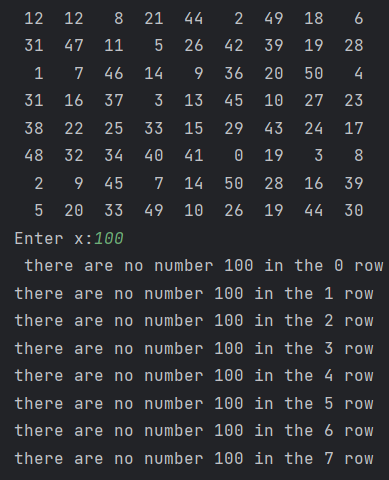 12 12 8 21 44 2 49 18 6
31 47 11 5 26 42 39 19 28
1 7 46 14 9 36 20 50 4
31 16 37 3 13 45 10 27 23
38 22 25 33 15 29 43 24 17
48 32 34 40 41 0 19 3 8
2 9 45 7 14 50 28 16 39
5 20 33 49 10 26 19 44 30
Enter x:100
there are no number 100 in the 0 row
there are no number 100 in the 1 row
there are no number 100 in the 2 row
there are no number 100 in the 3 row
there are no number 100 in the 4 row
there are no number 100 in the 5 row
there are no number 100 in the 6 row
there are no number 100 in the 7 row